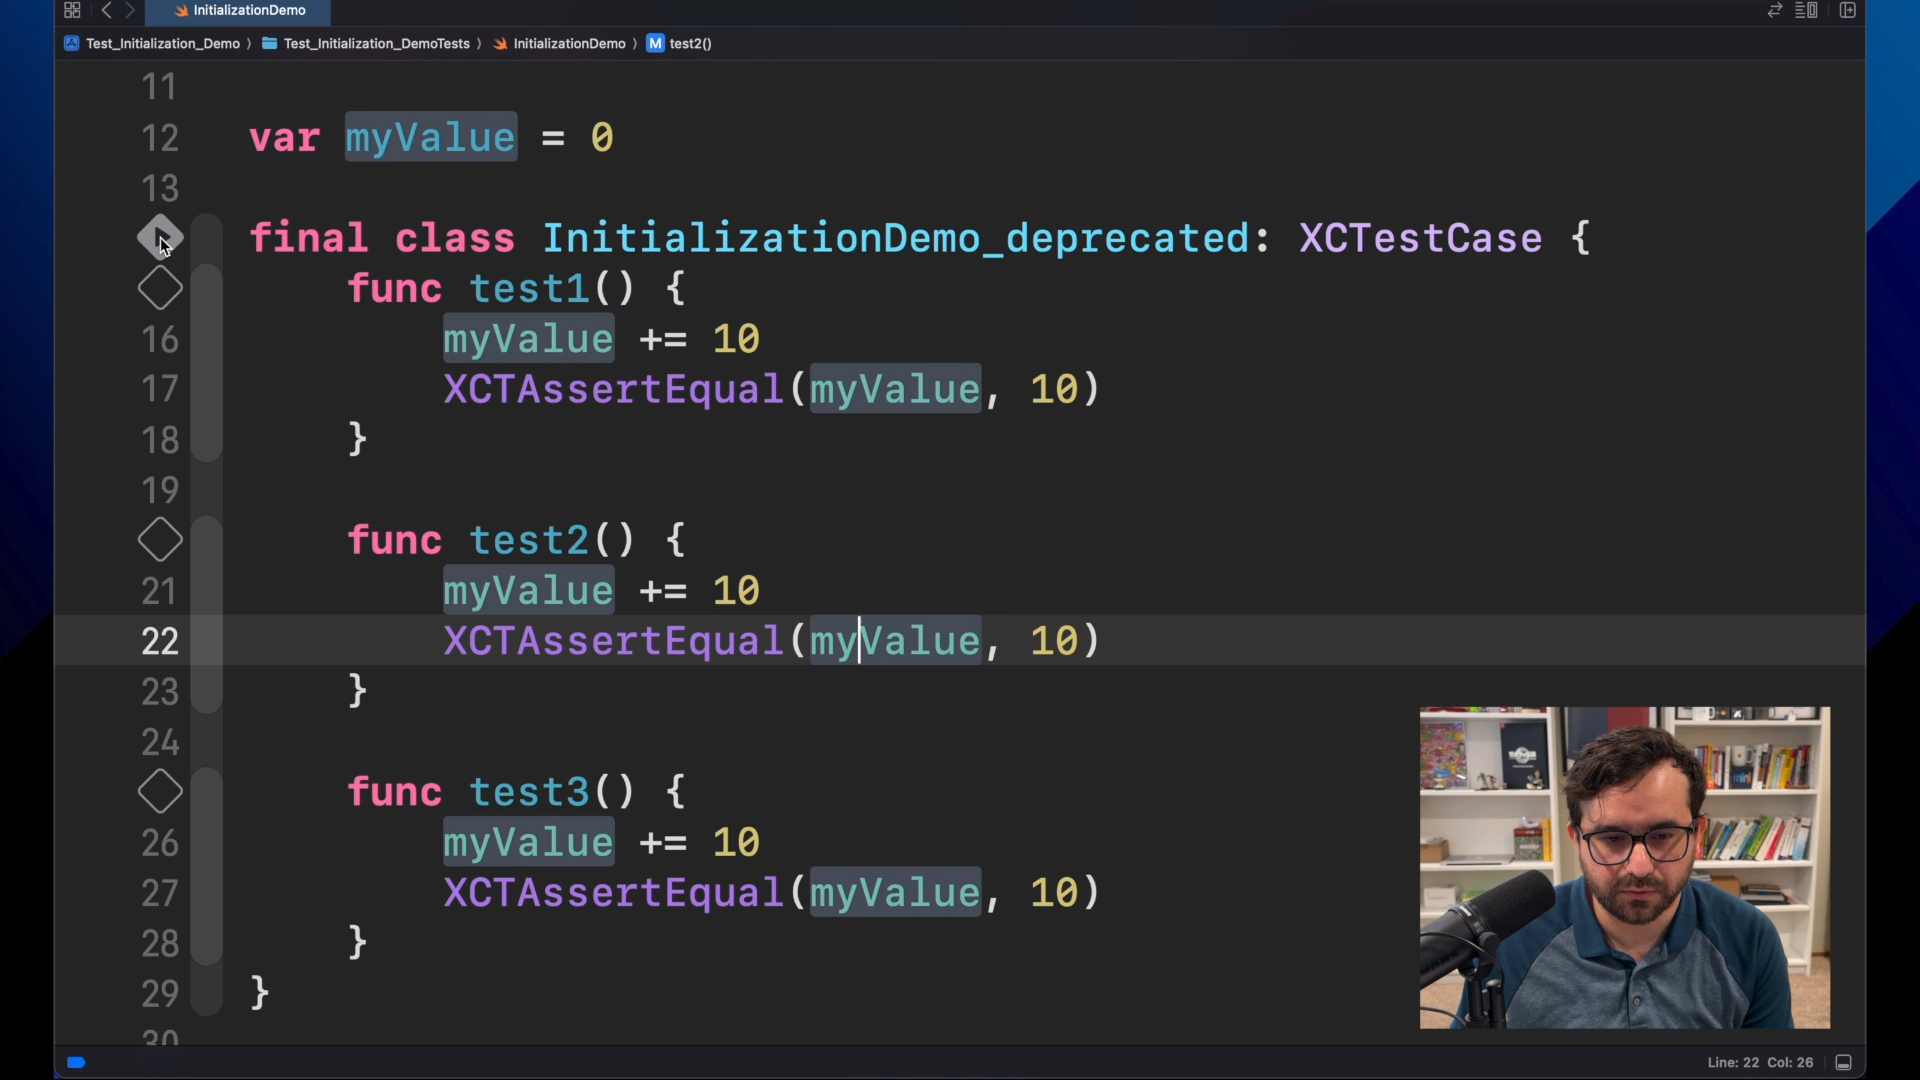 InitializationDemo
Test_Initialization_Demo 〉 Test_Initialization_DemoTests 〉 InitializationDemo 〉 M test2()
11
12 var myValue = 0
13
final class InitializationDemo_deprecated: XCTestCase {
func test1() {
16 myValue += 10
17 XCTAssertEqual(myValue, 10)
18 }
19
func test2() {
21 myValue += 10
22 XCTAssertEqual(myValue, 10)
23 }
24
func test3() {
26 myValue += 10
27 XCTAssertEqual(myValue, 10)
28 }
29 }
30
Line: 22 Col: 26